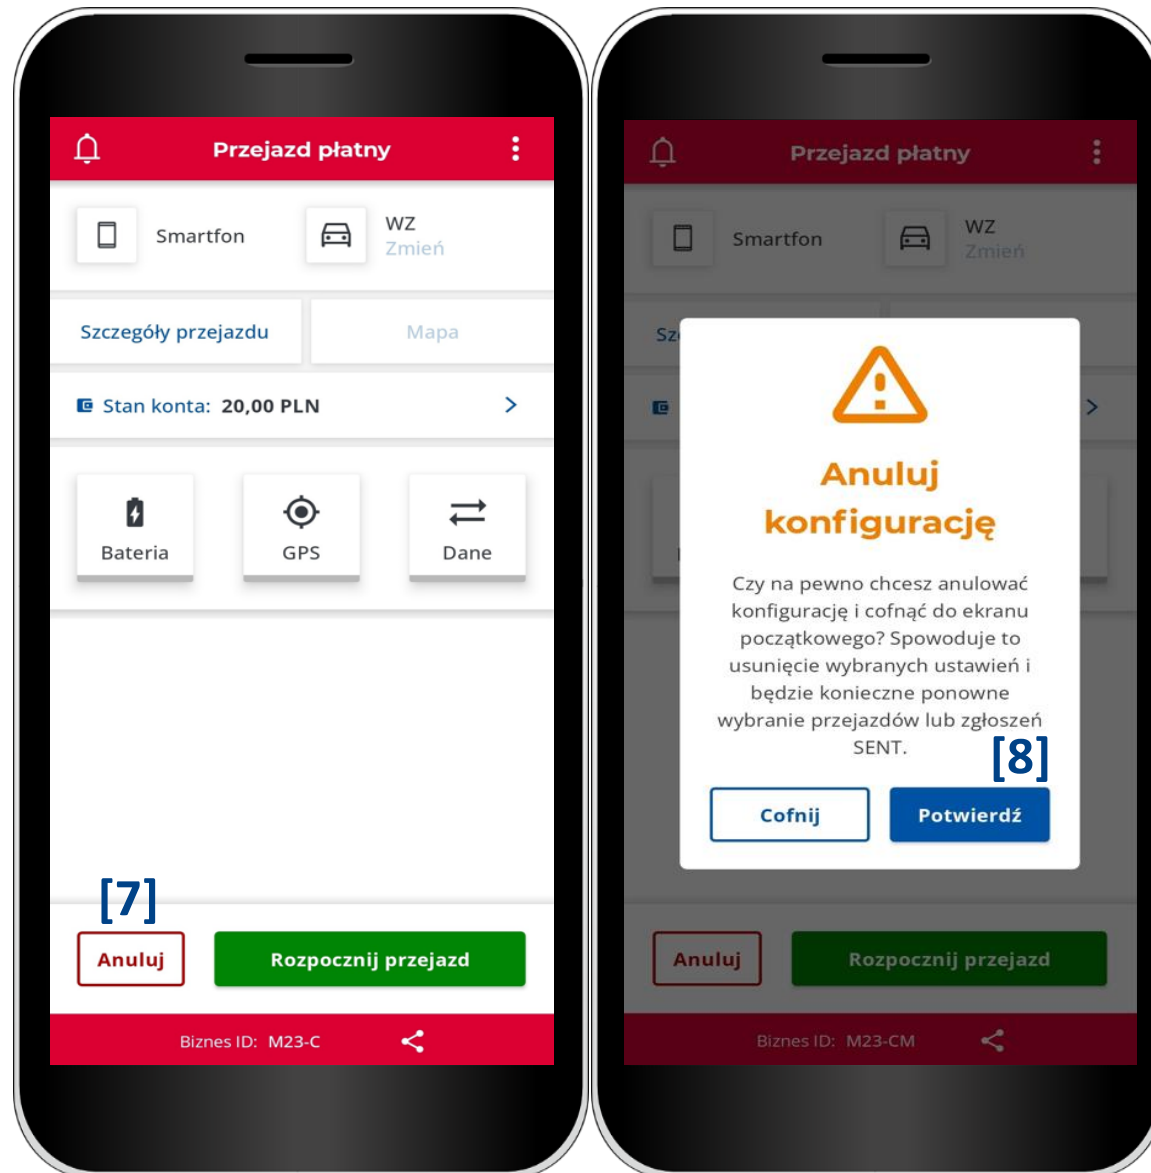 Przejazd płatny
Smartfon
WZ
Zmień
Szczegóły przejazdu
Mapa
Stan konta: 20,00 PLN
Bateria
GPS
Dane
[7]
Anuluj
Rozpocznij przejazd
Biznes ID: M23-C
Przejazd płatny
Smartfon
WZ
Zmień
Anuluj
konfigurację
Czy na pewno chcesz anulować
konfigurację i cofnąć do ekranu
początkowego? Spowoduje to
usunięcie wybranych ustawień i
będzie konieczne ponowne
wybranie przejazdów lub zgłoszeń
SENT.
[8]
Cofnij
Potwierdź
Anuluj
Rozpocznij przejazd
Biznes ID: M23-CM